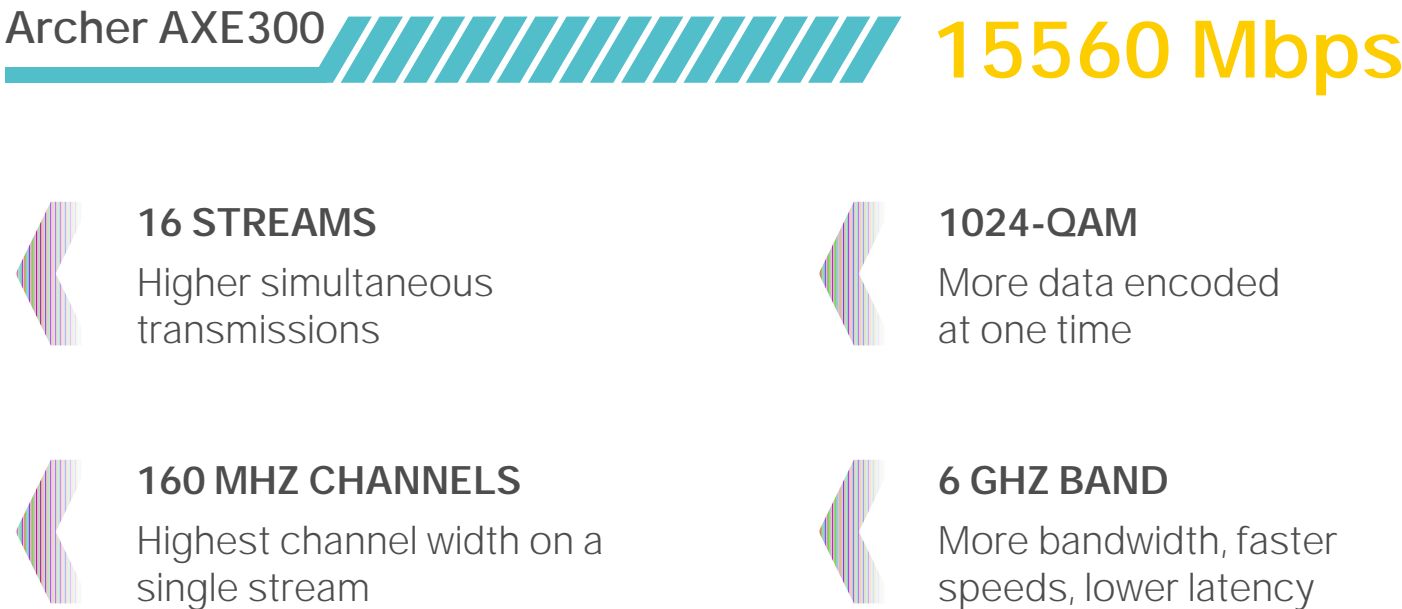 Archer AXE300
15560 Mbps
16 STREAMS
Higher simultaneous
transmissions
1024-QAM
More data encoded
at one time
160 MHZ CHANNELS
Highest channel width on a
single stream
6 GHZ BAND
More bandwidth, faster
speeds, lower latency